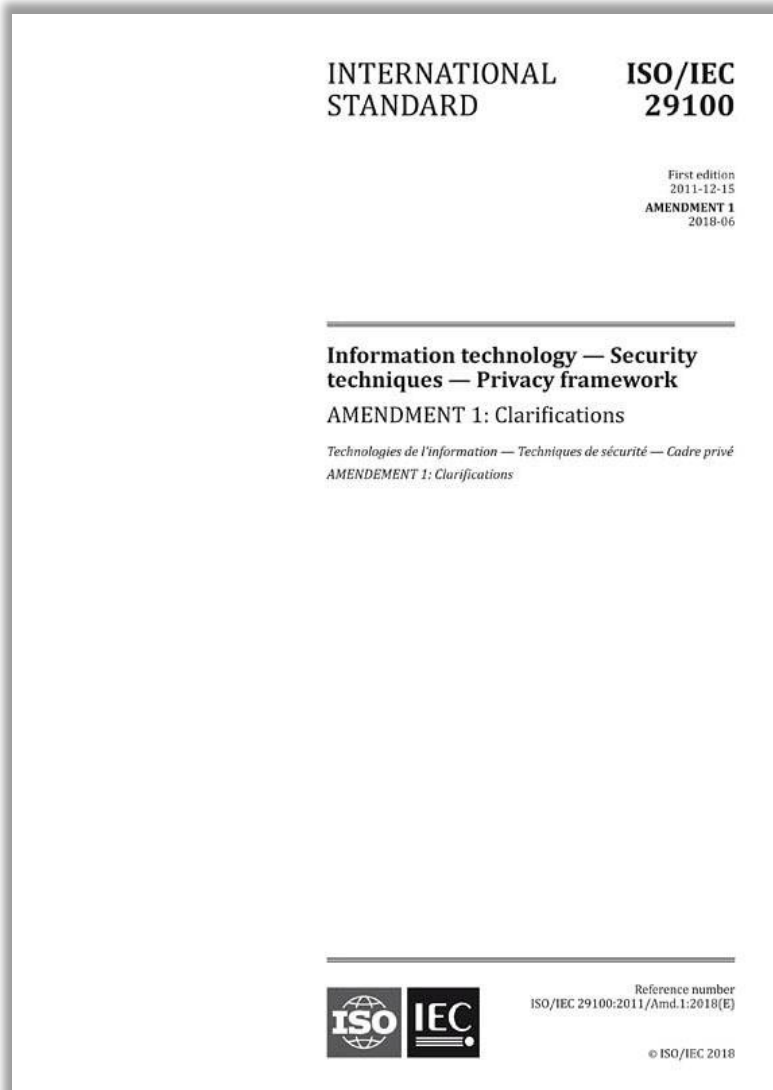 INTERNATIONAL STANDARD
ISO/IEC 29100
First edition
2011-12-15
AMENDMENT 1
2018-06
Information technology — Security
techniques — Privacy framework
AMENDMENT 1: Clarifications
Technologies de l'information — Techniques de sécurité — Cadre privé
AMENDEMENT 1: Clarifications
ISO
IEC
Reference number
ISO/IEC 29100:2011/Amd.1:2018(E)
© ISO/IEC 2018